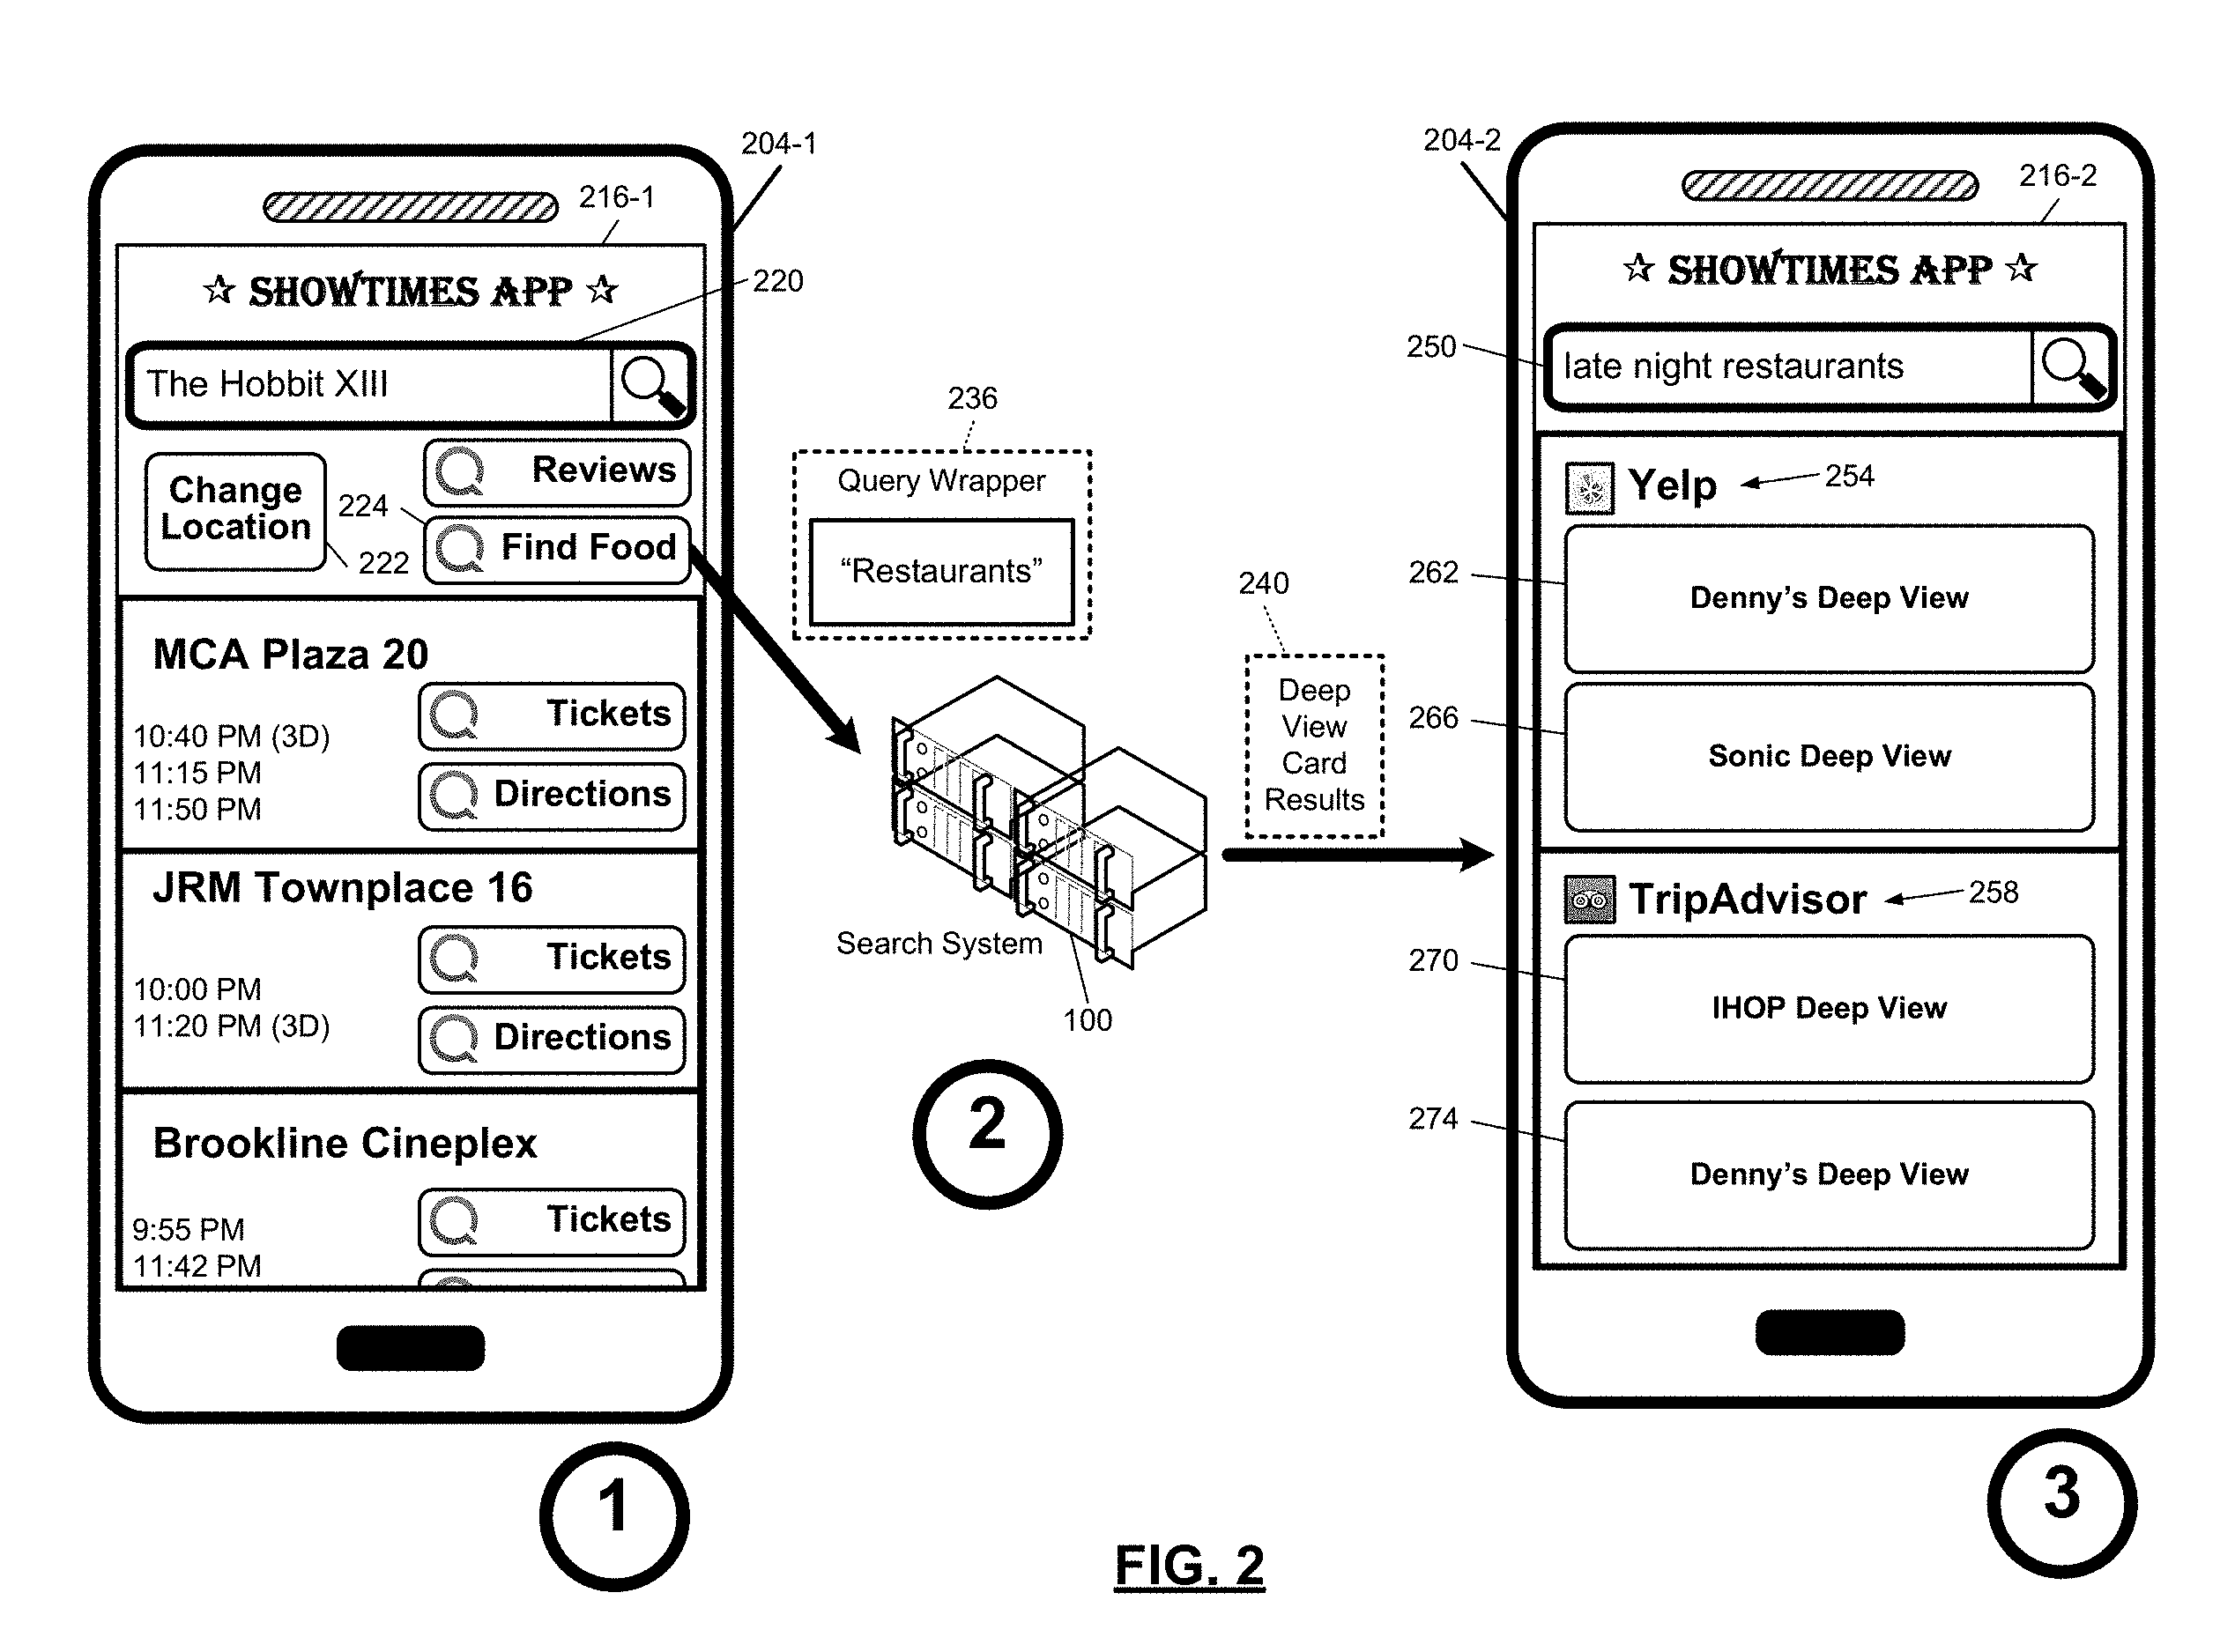 204-1
216-1
☆ SHOWTIMES APP ☆
220
The Hobbit XIII
Change
Location
222
224
Reviews
Find Food
MCA Plaza 20
10:40 PM (3D)
11:15 PM
11:50 PM
Tickets
Directions
JRM Townplace 16
10:00 PM
11:20 PM (3D)
Tickets
Directions
Brookline Cineplex
9:55 PM
11:42 PM
Tickets
1
236
Query Wrapper
“Restaurants”
Search System
100
2
240
Deep
View
Card
Results
204-2
216-2
☆ SHOWTIMES APP ☆
250
late night restaurants
Yelp
254
262
Denny’s Deep View
266
Sonic Deep View
TripAdvisor
258
270
IHOP Deep View
274
Denny’s Deep View
3
FIG. 2